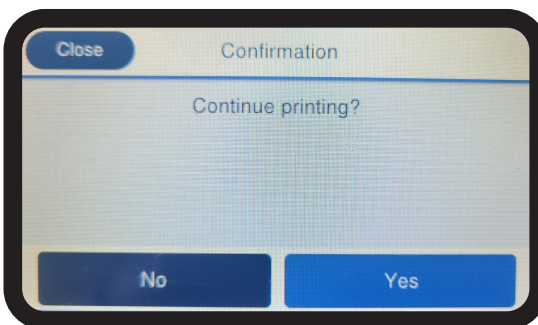 Close
Confirmation
Continue printing?
No
Yes